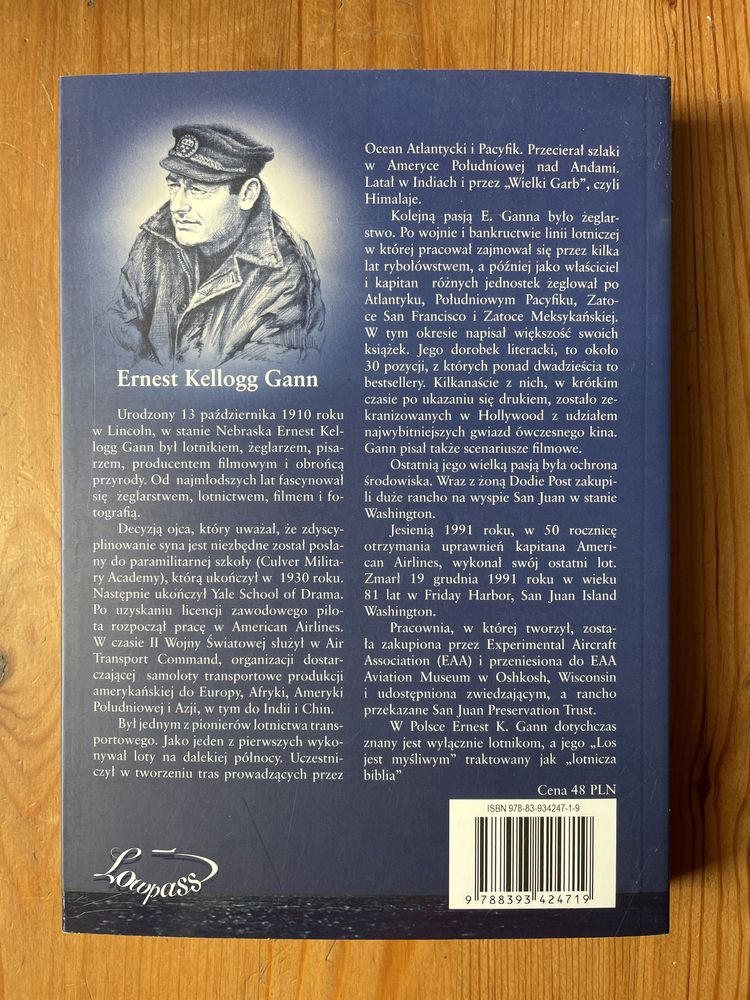 Ernest Kellogg Gann
Urodzony 13 października 1910 roku
w Lincoln, w stanie Nebraska Ernest Kel-
logg Gann był lotnikiem, żeglarzem, pisa-
rzem, producentem filmowym i obrońcą
przyrody. Od najmłodszych lat fascynował
się żeglarstwem, lotnictwem, filmem i fo-
tografią.
Decyzją ojca, który uważał, że zdyscy-
plinowanie syna jest niezbędne został posła-
ny do paramilitarnej szkoły (Culver Milita-
ry Academy), którą ukończył w 1930 roku.
Następnie ukończył Yale School of Drama.
Po uzyskaniu licencji zawodowego pilo-
ta rozpoczął pracę w American Airlines.
W czasie II Wojny Światowej służył w Air
Transport Command, organizacji dostar-
czającej samoloty transportowe produkcji
amerykańskiej do Europy, Afryki, Ameryki
Południowej i Azji, w tym do Indii i Chin.
Był jednym z pionierów lotnictwa trans-
portowego. Jako jeden z pierwszych wyko-
nywał loty na dalekiej północy. Uczestni-
czył w tworzeniu tras prowadzących przez
Ocean Atlantycki i Pacyfik. Przecierał szlaki
w Ameryce Południowej nad Andami.
Latał w Indiach i przez „Wielki Garb”, czyli
Himalaje.
Kolejną pasją E. Ganna było żeglar-
stwo. Po wojnie i bankructwie linii lotniczej
w której pracował zajmował się przez kilka
lat rybołówstwem, a później jako właściciel
i kapitan różnych jednostek żeglował po
Atlantyku, Południowym Pacyfiku, Zato-
ce San Francisco i Zatoce Meksykańskiej.
W tym okresie napisał większość swoich
książek. Jego dorobek literacki, to około
30 pozycji, z których ponad dwadzieścia to
bestsellery. Kilkanaście z nich, w krótkim
czasie po ukazaniu się drukiem, zostało ze-
kranizowanych w Hollywood z udziałem
najwybitniejszych gwiazd ówczesnego kina.
Gann pisał także scenariusze filmowe.
Ostatnią jego wielką pasją była ochrona
środowiska. Wraz z żoną Dodie Post zakupi-
li duże rancho na wyspie San Juan w stanie
Washington.
Jesienią 1991 roku, w 50 rocznicę
otrzymania uprawnień kapitana Ameri-
can Airlines, wykonał swój ostatni lot.
Zmarł 19 grudnia 1991 roku w wieku
81 lat w Friday Harbor, San Juan Island
Washington.
Pracownia, w której tworzył, zosta-
ła zakupiona przez Experimental Aircraft
Association (EAA) i przeniesiona do EAA
Aviation Museum w Oshkosh, Wisconsin
i udostępniona zwiedzającym, a rancho
przekazane San Juan Preservation Trust.
W Polsce Ernest K. Gann dotychczas
znany jest wyłącznie lotnikom, a jego „Los
jest myśliwym” traktowany jak „lotnicza
biblia”
Cena 48 PLN
ISBN 978-83-934247-1-9
9 788393 424719
Lowpass